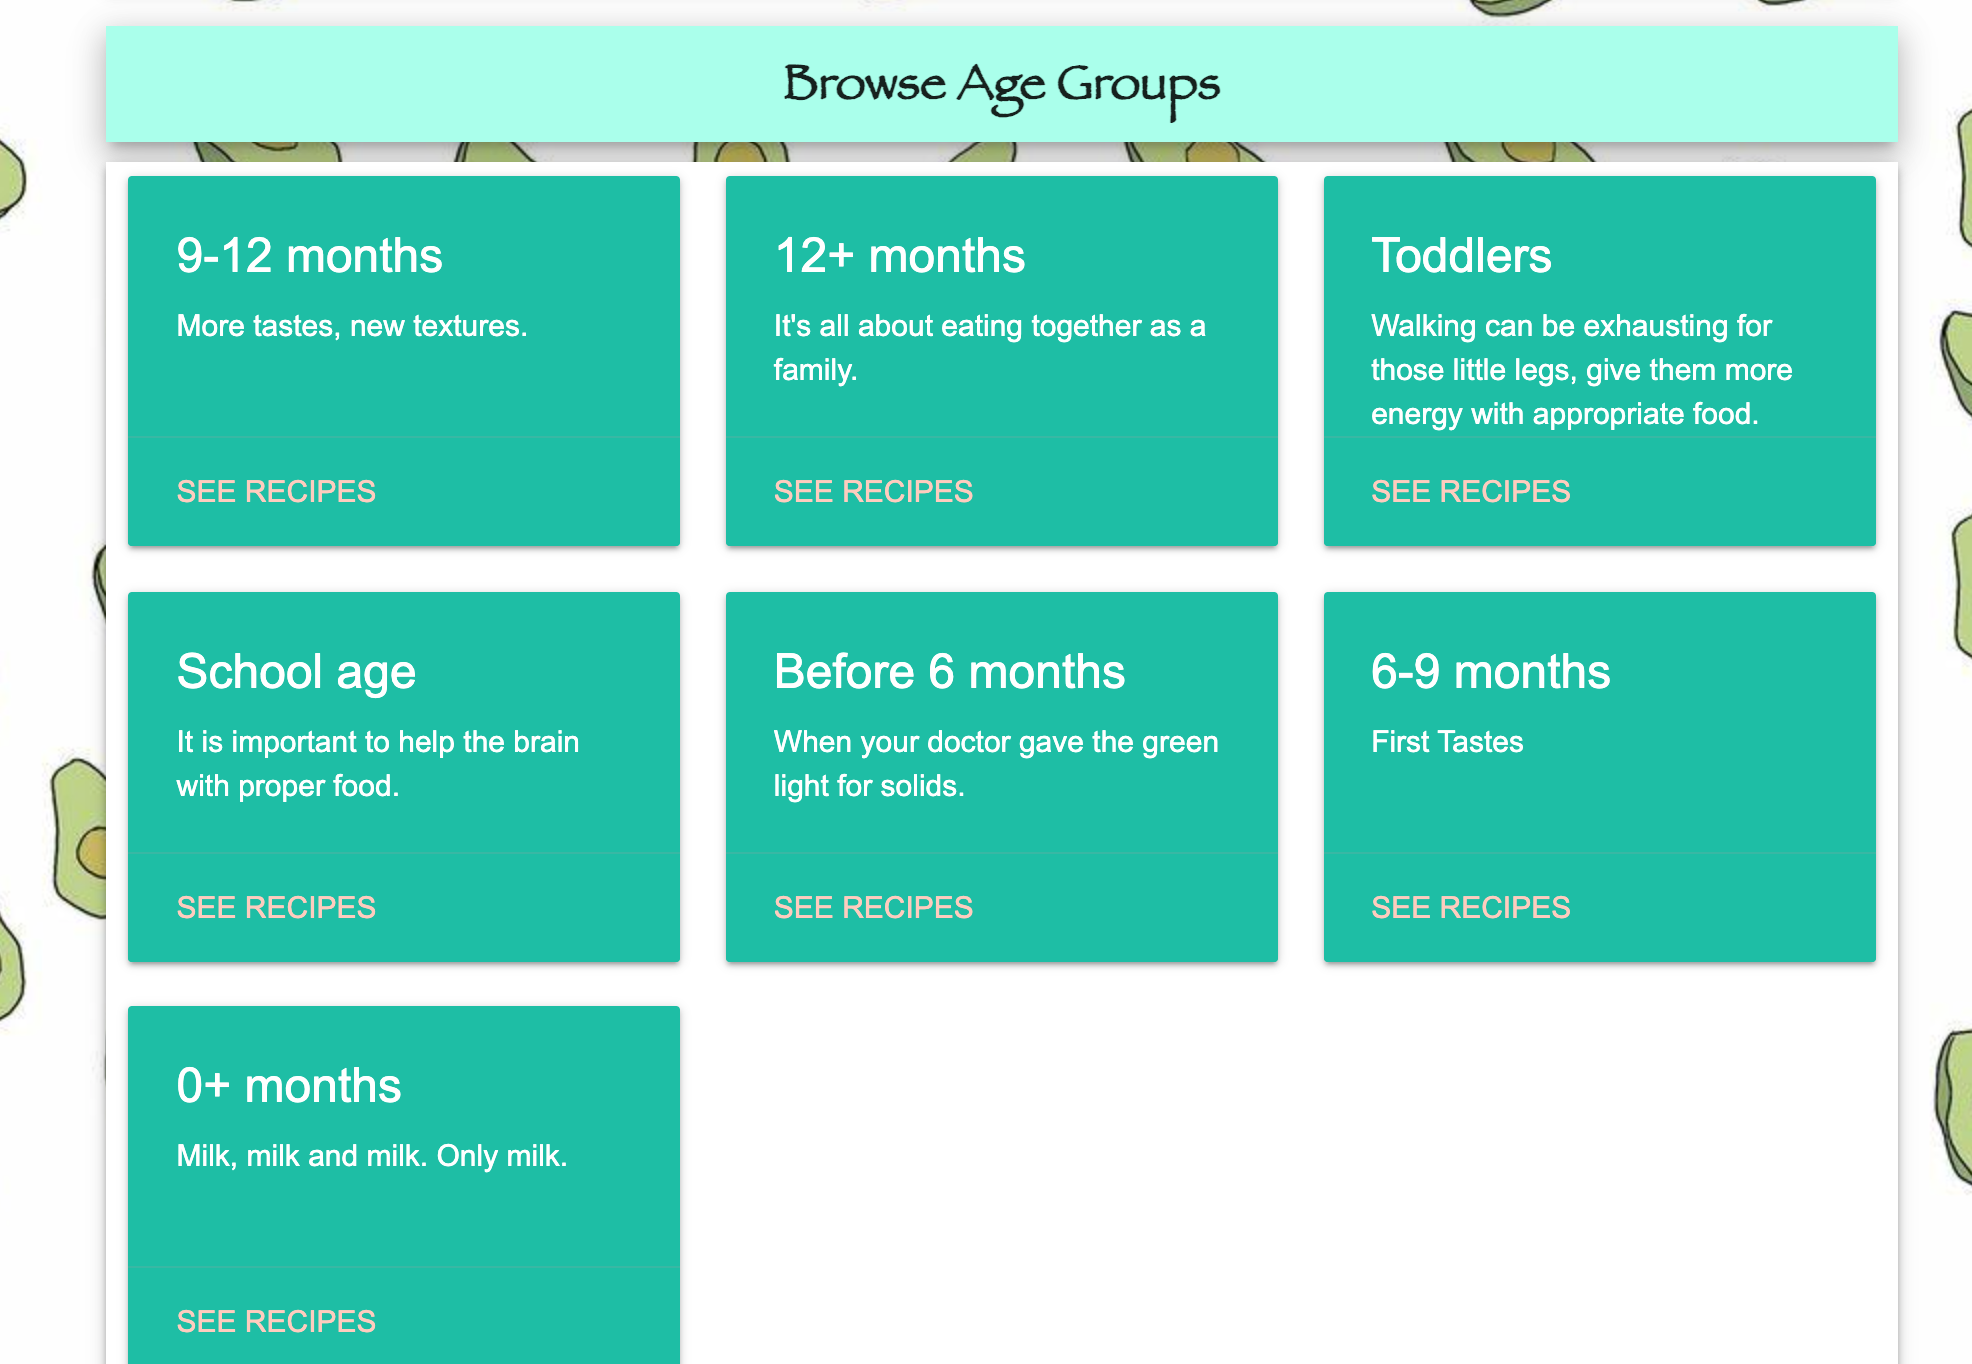 Browse Age Groups
9-12 months
More tastes, new textures.
SEE RECIPES
12+ months
It's all about eating together as a
family.
SEE RECIPES
Toddlers
Walking can be exhausting for
those little legs, give them more
energy with appropriate food.
SEE RECIPES
School age
It is important to help the brain
with proper food.
SEE RECIPES
Before 6 months
When your doctor gave the green
light for solids.
SEE RECIPES
6-9 months
First Tastes
SEE RECIPES
0+ months
Milk, milk and milk. Only milk.
SEE RECIPES